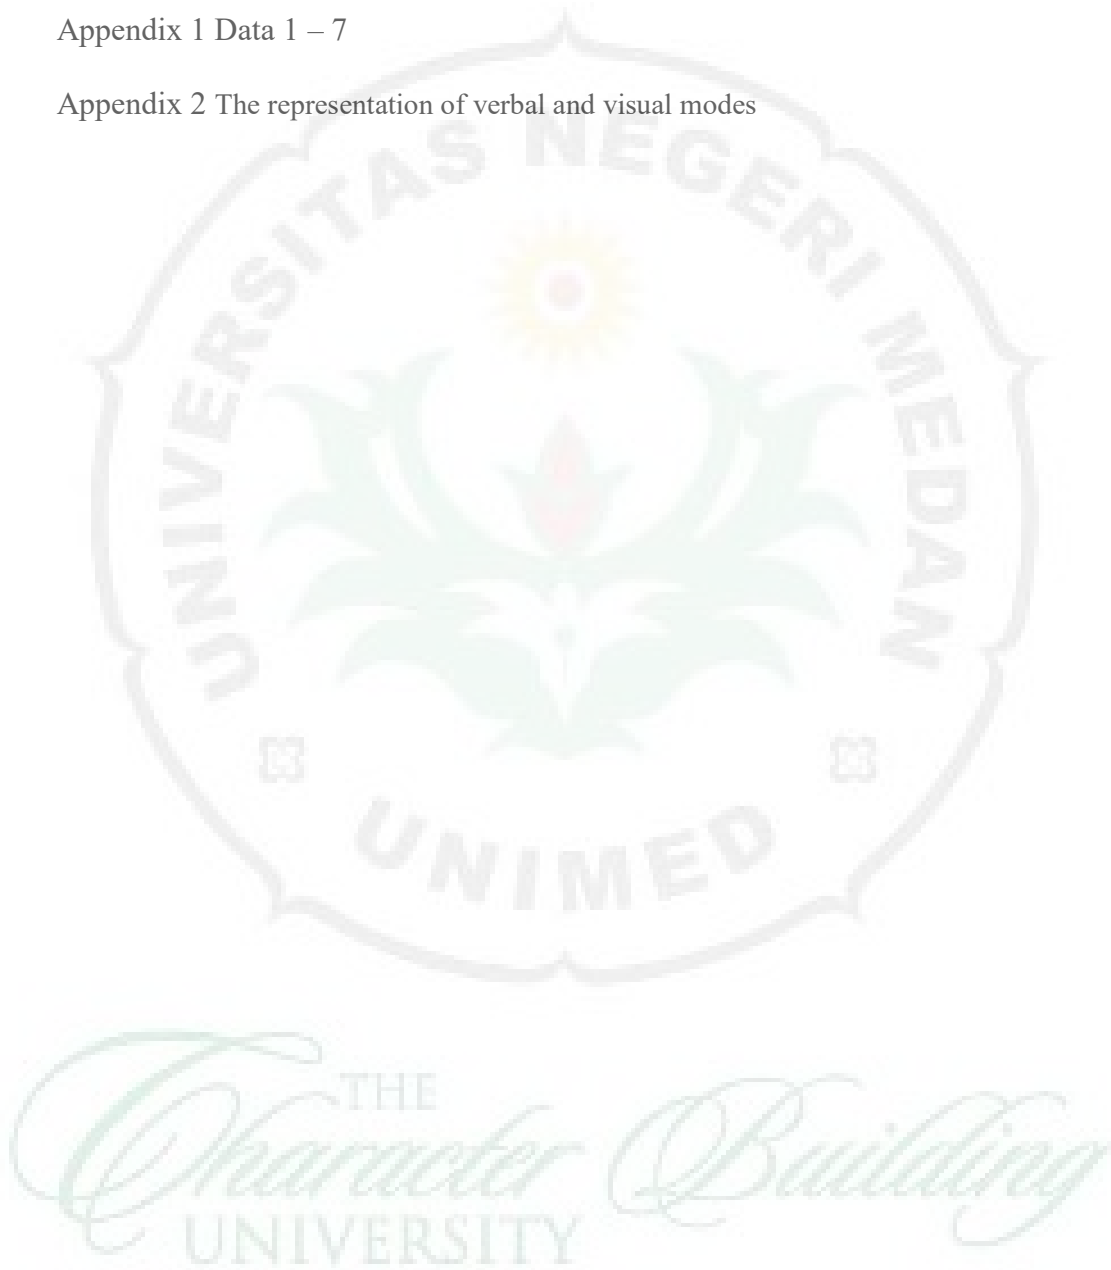 Appendix 1 Data 1 – 7
Appendix 2 The representation of verbal and visual modes
UNIVERSITAS NEGERI MEDAN
UNIMED
THE
Character Building
UNIVERSITY